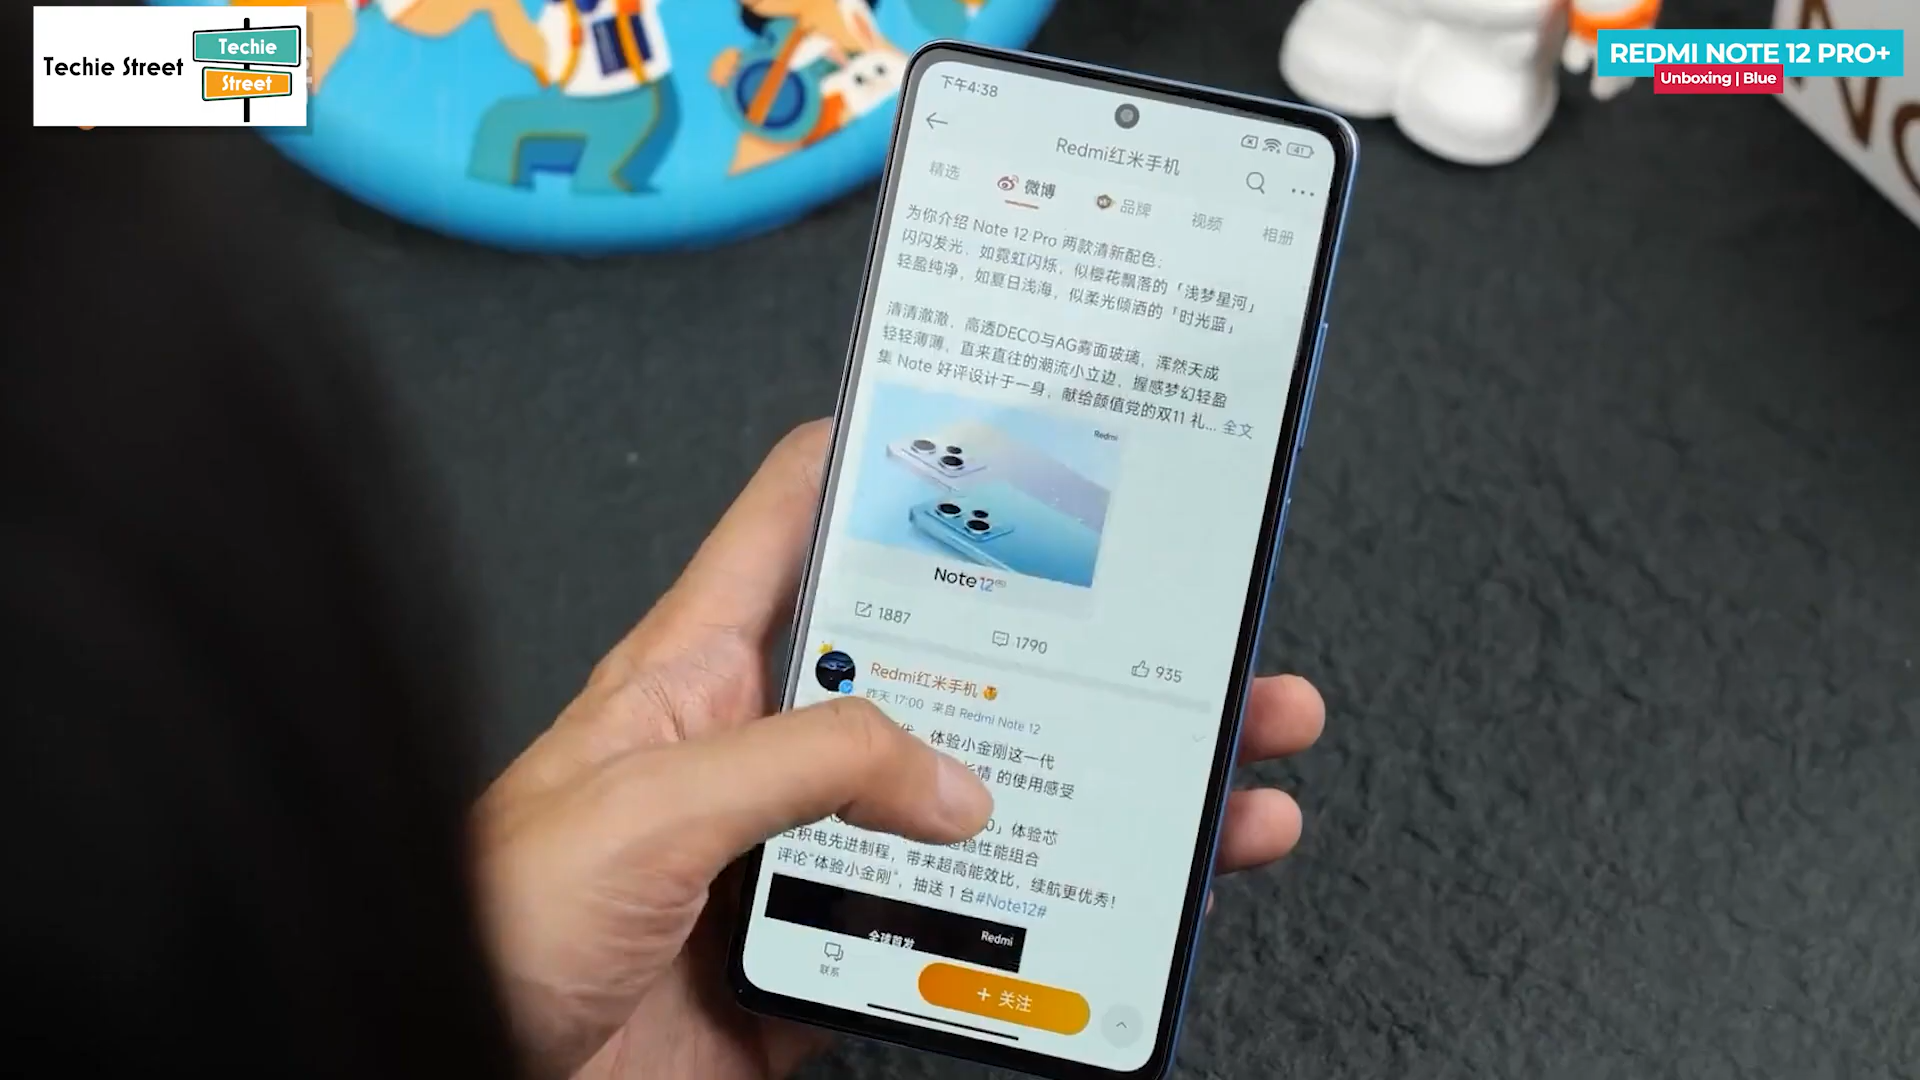 Techie Street
Techie
Street
REDMI NOTE 12 PRO+
Unboxing | Blue
下午4:38
41
Redmi红米手机
精选
微博
品牌
视频
相册
为你介绍 Note 12 Pro 两款清新配色：
闪闪发光，如霓虹闪烁，似樱花飘落的「浅梦星河」
轻盈纯净，如夏日浅海，似柔光倾洒的「时光蓝」
清清澈澈，高透DECO与AG雾面玻璃，浑然天成
轻轻薄薄，直来直往的潮流小立边，握感梦幻轻盈
集 Note 好评设计于一身，献给颜值党的双11 礼... 全文
Redmi
Note 12
1887
1790
935
Redmi红米手机
昨天 17:00 来自 Redmi Note 12
体验小金刚这一代
的使用感受
0」体验芯
稳性能组合
积电先进制程，带来超高能效比，续航更优秀！
评论“体验小金刚”，抽送 1 台#Note12#
全球首发
Redmi
联系
+ 关注